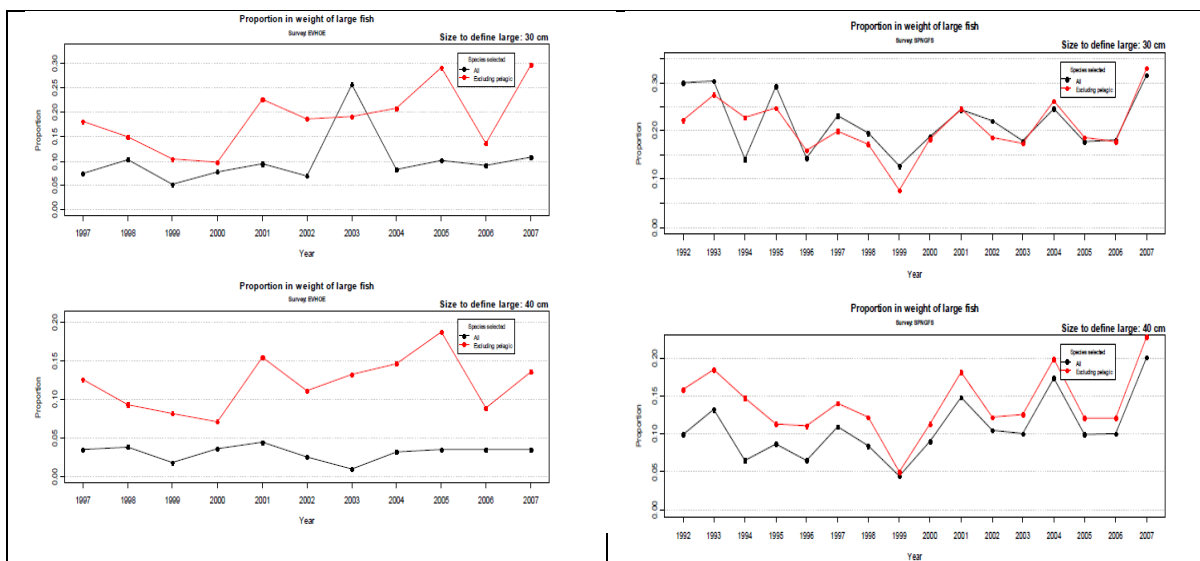 Proportion in weight of large fish
Survey: EVHOE
Size to define large: 30 cm
Species selected
All
Excluding pelagic
Proportion
0.30
0.25
0.20
0.15
0.10
0.05
0.00
1997 1998 1999 2000 2001 2002 2003 2004 2005 2006 2007
Year
Proportion in weight of large fish
Survey: SPNGFS
Size to define large: 30 cm
Species selected
All
Excluding pelagic
Proportion
0.30
0.20
0.10
0.00
1992 1993 1994 1995 1996 1997 1998 1999 2000 2001 2002 2003 2004 2005 2006 2007
Year
Proportion in weight of large fish
Survey: EVHOE
Size to define large: 40 cm
Species selected
All
Excluding pelagic
Proportion
0.20
0.15
0.10
0.05
0.00
1997 1998 1999 2000 2001 2002 2003 2004 2005 2006 2007
Year
Proportion in weight of large fish
Survey: SPNGFS
Size to define large: 40 cm
Species selected
All
Excluding pelagic
Proportion
0.20
0.15
0.10
0.05
0.00
1992 1993 1994 1995 1996 1997 1998 1999 2000 2001 2002 2003 2004 2005 2006 2007
Year